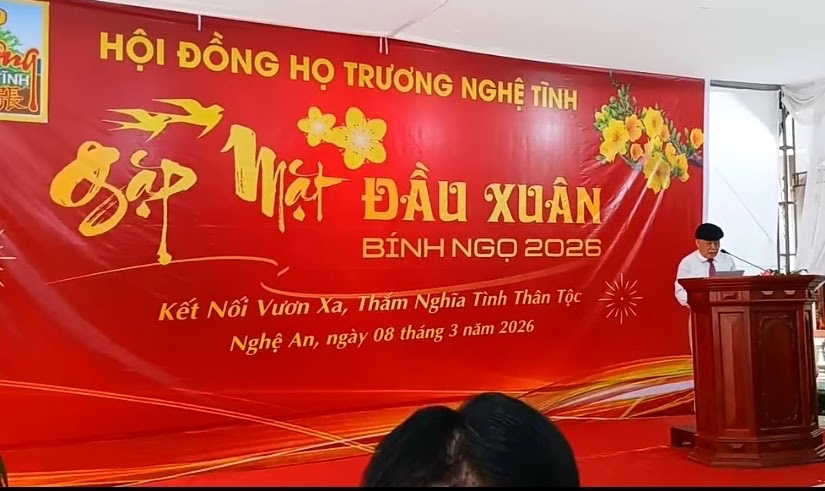 HỘI ĐỒNG HỌ TRƯƠNG NGHỆ TĨNH
Gặp Mặt ĐẦU XUÂN
BÍNH NGỌ 2026
Kết Nối Vươn Xa, Thắm Nghĩa Tình Thân Tộc
Nghệ An, ngày 08 tháng 3 năm 2026